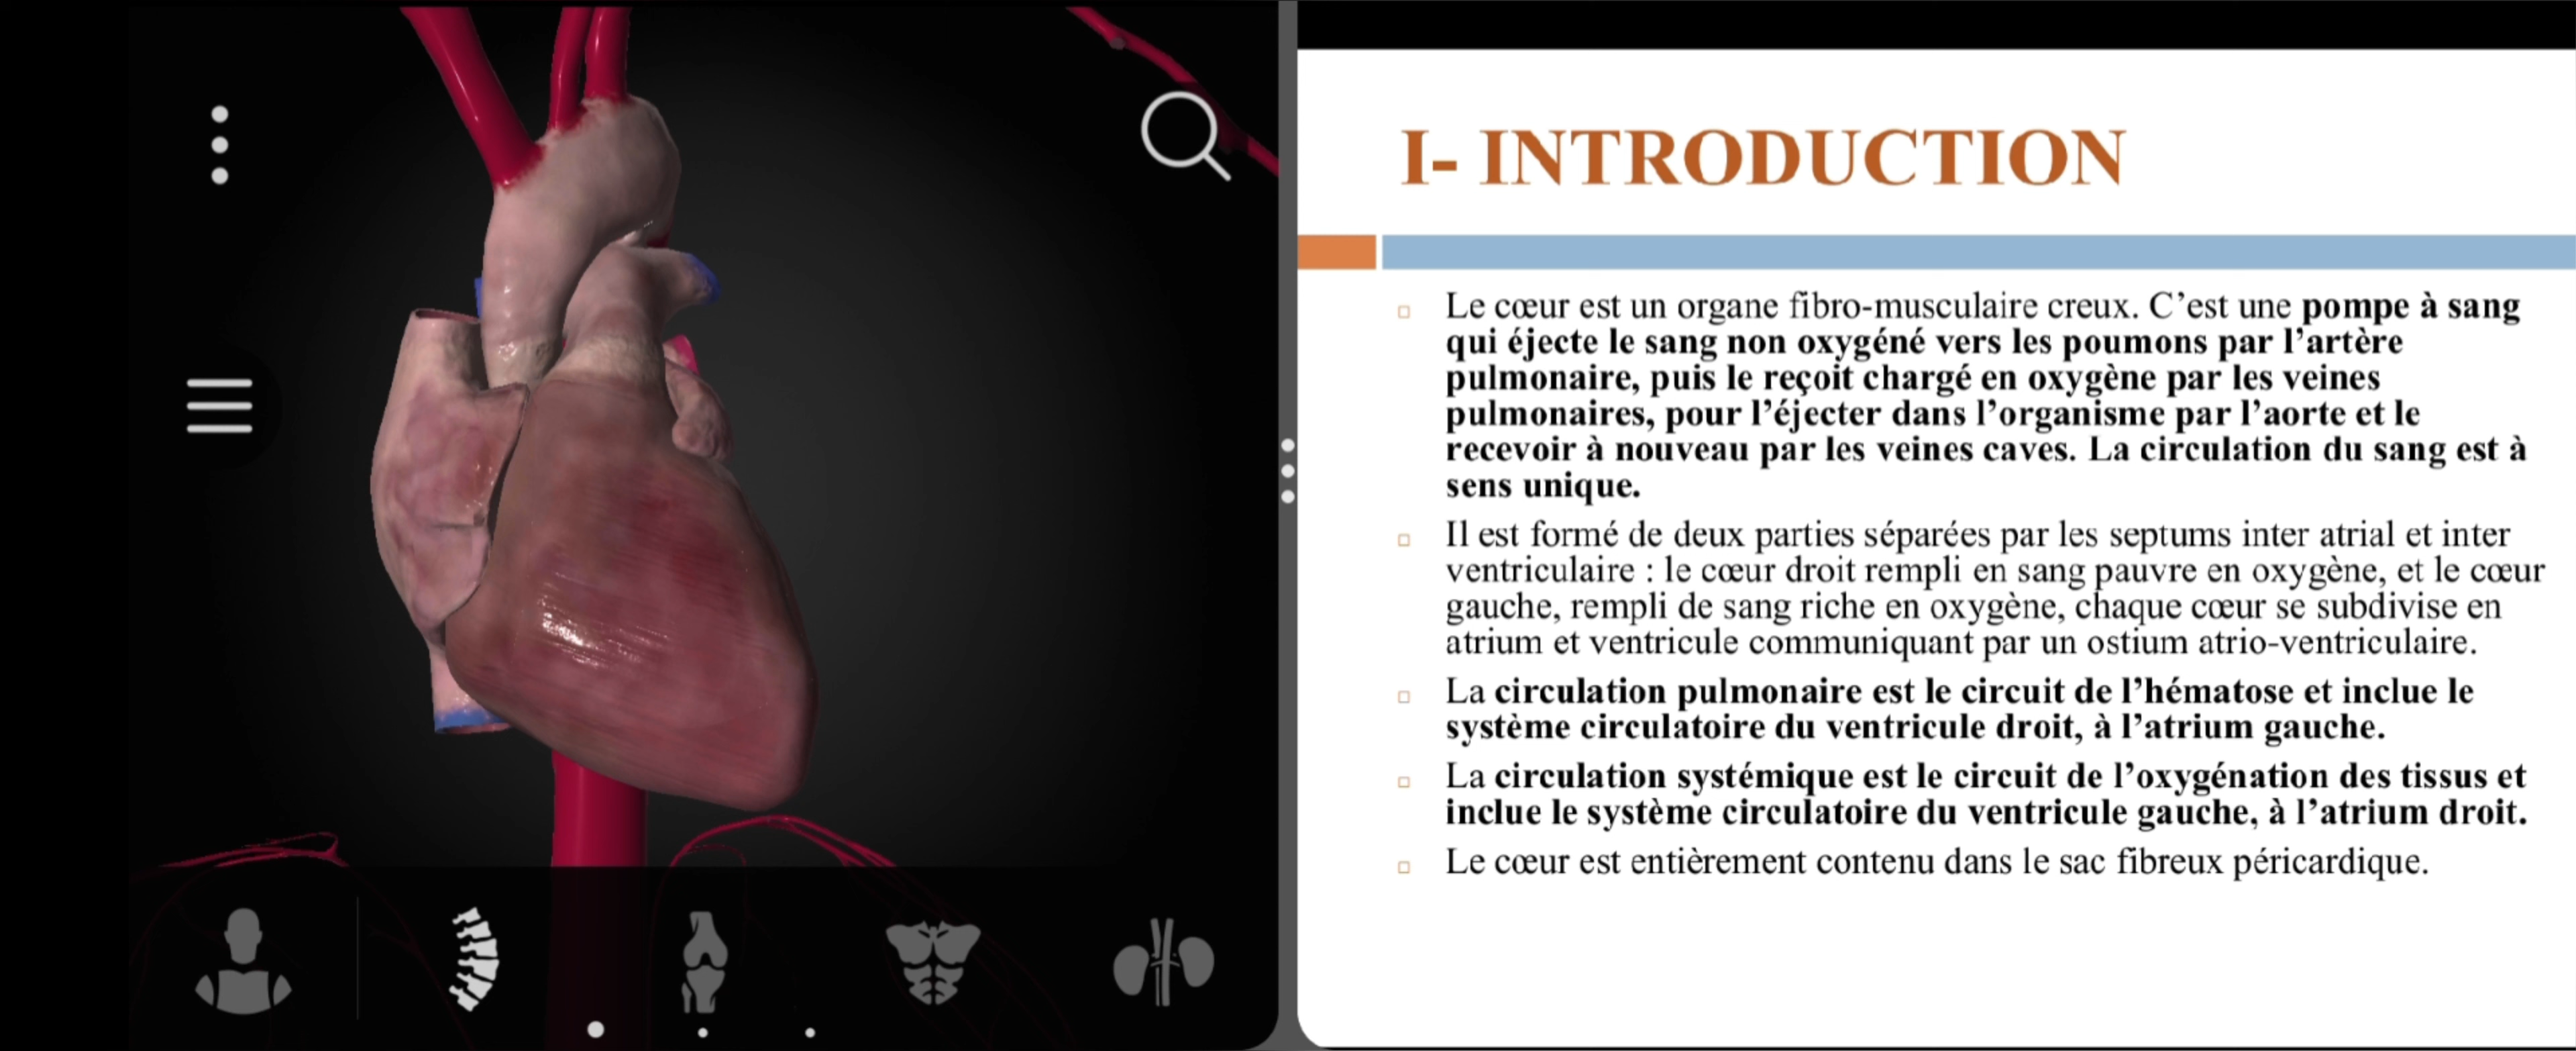 I- INTRODUCTION
Le cœur est un organe fibro-musculaire creux. C’est une pompe à sang
qui éjecte le sang non oxygéné vers les poumons par l’artère
pulmonaire, puis le reçoit chargé en oxygène par les veines
pulmonaires, pour l’éjecter dans l’organisme par l’aorte et le
recevoir à nouveau par les veines caves. La circulation du sang est à
sens unique.
Il est formé de deux parties séparées par les septums inter atrial et inter
ventriculaire : le cœur droit rempli en sang pauvre en oxygène, et le cœur
gauche, rempli de sang riche en oxygène, chaque cœur se subdivise en
atrium et ventricule communiquant par un ostium atrio-ventriculaire.
La circulation pulmonaire est le circuit de l’hématose et inclue le
système circulatoire du ventricule droit, à l’atrium gauche.
La circulation systémique est le circuit de l’oxygénation des tissus et
inclue le système circulatoire du ventricule gauche, à l’atrium droit.
Le cœur est entièrement contenu dans le sac fibreux péricardique.